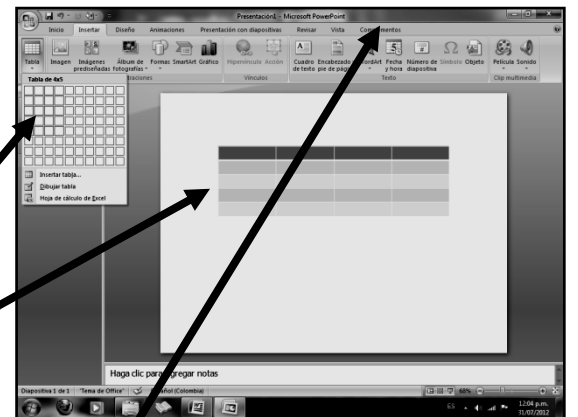 Presentación1 - Microsoft PowerPoint
Inicio Insertar Diseño Animaciones Presentación con diapositivas Revisar Vista Complementos
Tabla Imagen Imágenes prediseñadas Álbum de fotografías Formas SmartArt Gráfico Hipervínculo Acción Cuadro de texto Encabezado pie de pág WordArt Fecha y hora Número de diapositiva Símbolo Objeto Película Sonido
Vínculos Texto Clip multimedia
Tabla de 4x5
Insertar tabla...
Dibujar tabla
Hoja de cálculo de Excel
Haga clic para agregar notas
Diapositiva 1 de 1 "Tema de Office" Español (Colombia) 68%
ES 12:04 p.m.
31/07/2012